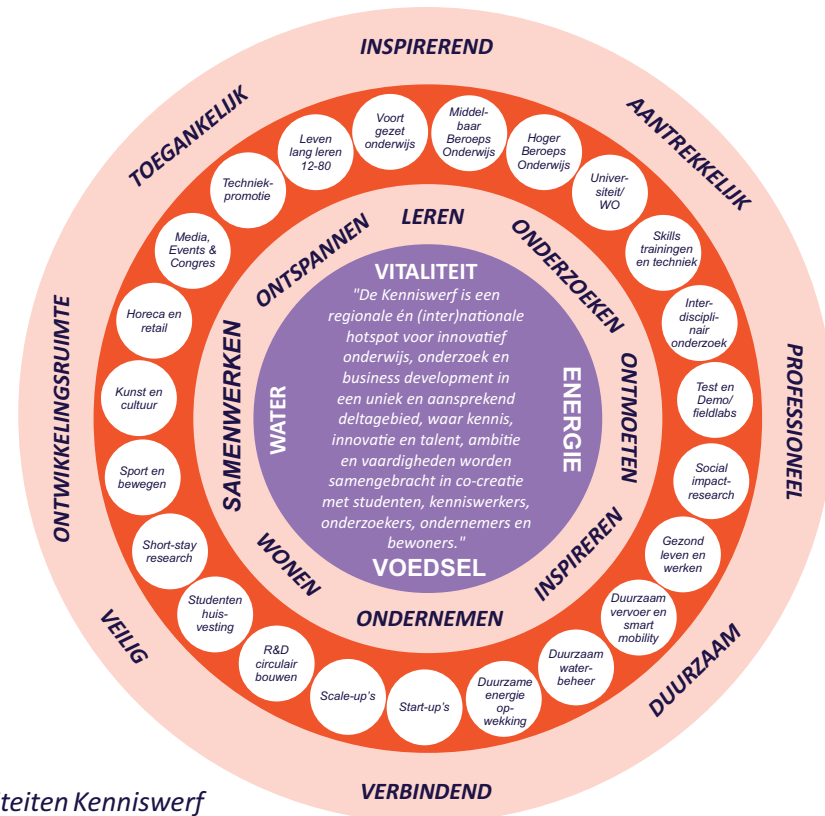 INSPIREREND
AANTREKKELIJK
PROFESSIONEEL
DUURZAAM
VERBINDEND
VEILIG
ONTWIKKELINGSRUIMTE
TOEGANKELIJK
Voort
gezet
onderwijs
Middel-
baar
Beroeps
Onderwijs
Hoger
Beroeps
Onderwijs
Univer-
siteit/
WO
Skills
trainingen
en techniek
Inter-
discipli-
nair
onderzoek
Test en
Demo/
fieldlabs
Social
impact-
research
Gezond
leven en
werken
Duurzaam
vervoer en
smart
mobility
Duurzaam
water-
beheer
Duurzame
energie
op-
wekking
Start-up's
Scale-up's
R&D
circulair
bouwen
Studenten
huis-
vesting
Short-stay
research
Sport en
bewegen
Kunst en
cultuur
Horeca en
retail
Media,
Events &
Congres
Techniek-
promotie
Leven
lang leren
12-80
LEREN
ONDERZOEKEN
ONTMOETEN
INSPIREREN
ONDERNEMEN
WONEN
SAMENWERKEN
ONTSPANNEN
VITALITEIT
ENERGIE
VOEDSEL
WATER
"De Kenniswerf is een
regionale én (inter)nationale
hotspot voor innovatief
onderwijs, onderzoek en
business development in
een uniek en aansprekend
deltagebied, waar kennis,
innovatie en talent, ambitie
en vaardigheden worden
samengebracht in co-creatie
met studenten, kenniswerkers,
onderzoekers, ondernemers en
bewoners."
teiten Kenniswerf